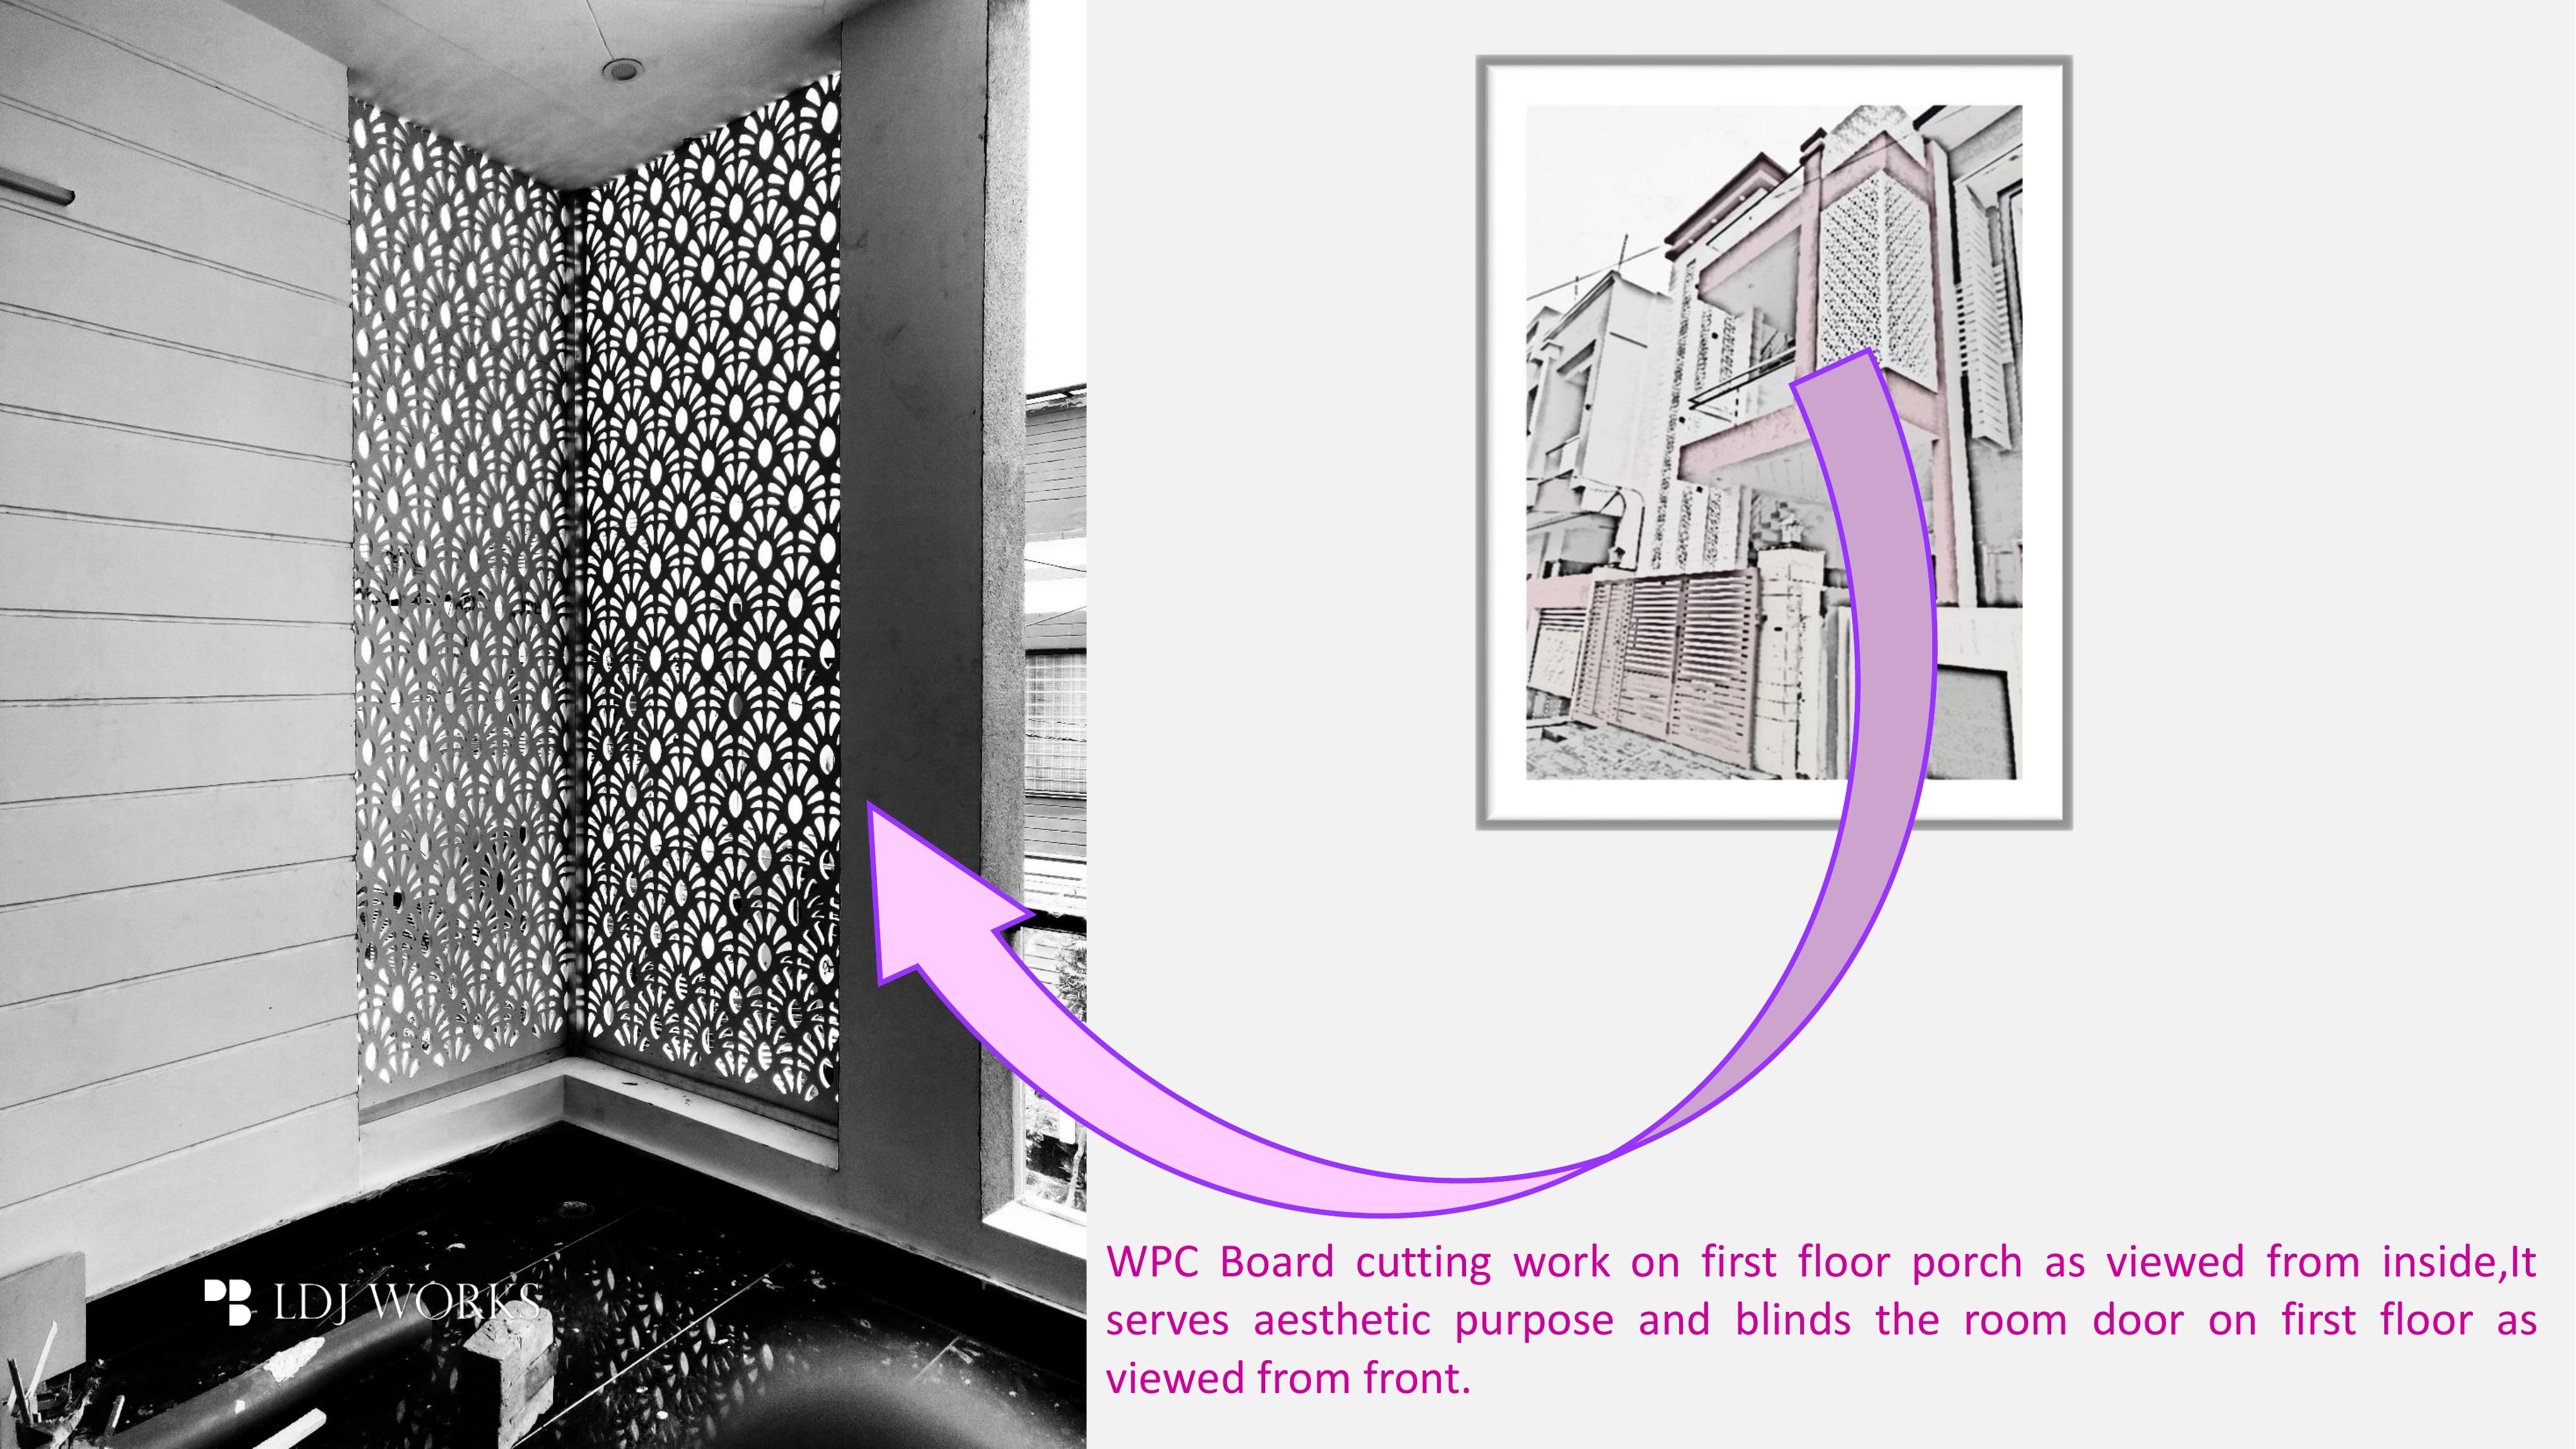 LDJ WORKS
WPC Board cutting work on first floor porch as viewed from inside,It
serves aesthetic purpose and blinds the room door on first floor as
viewed from front.